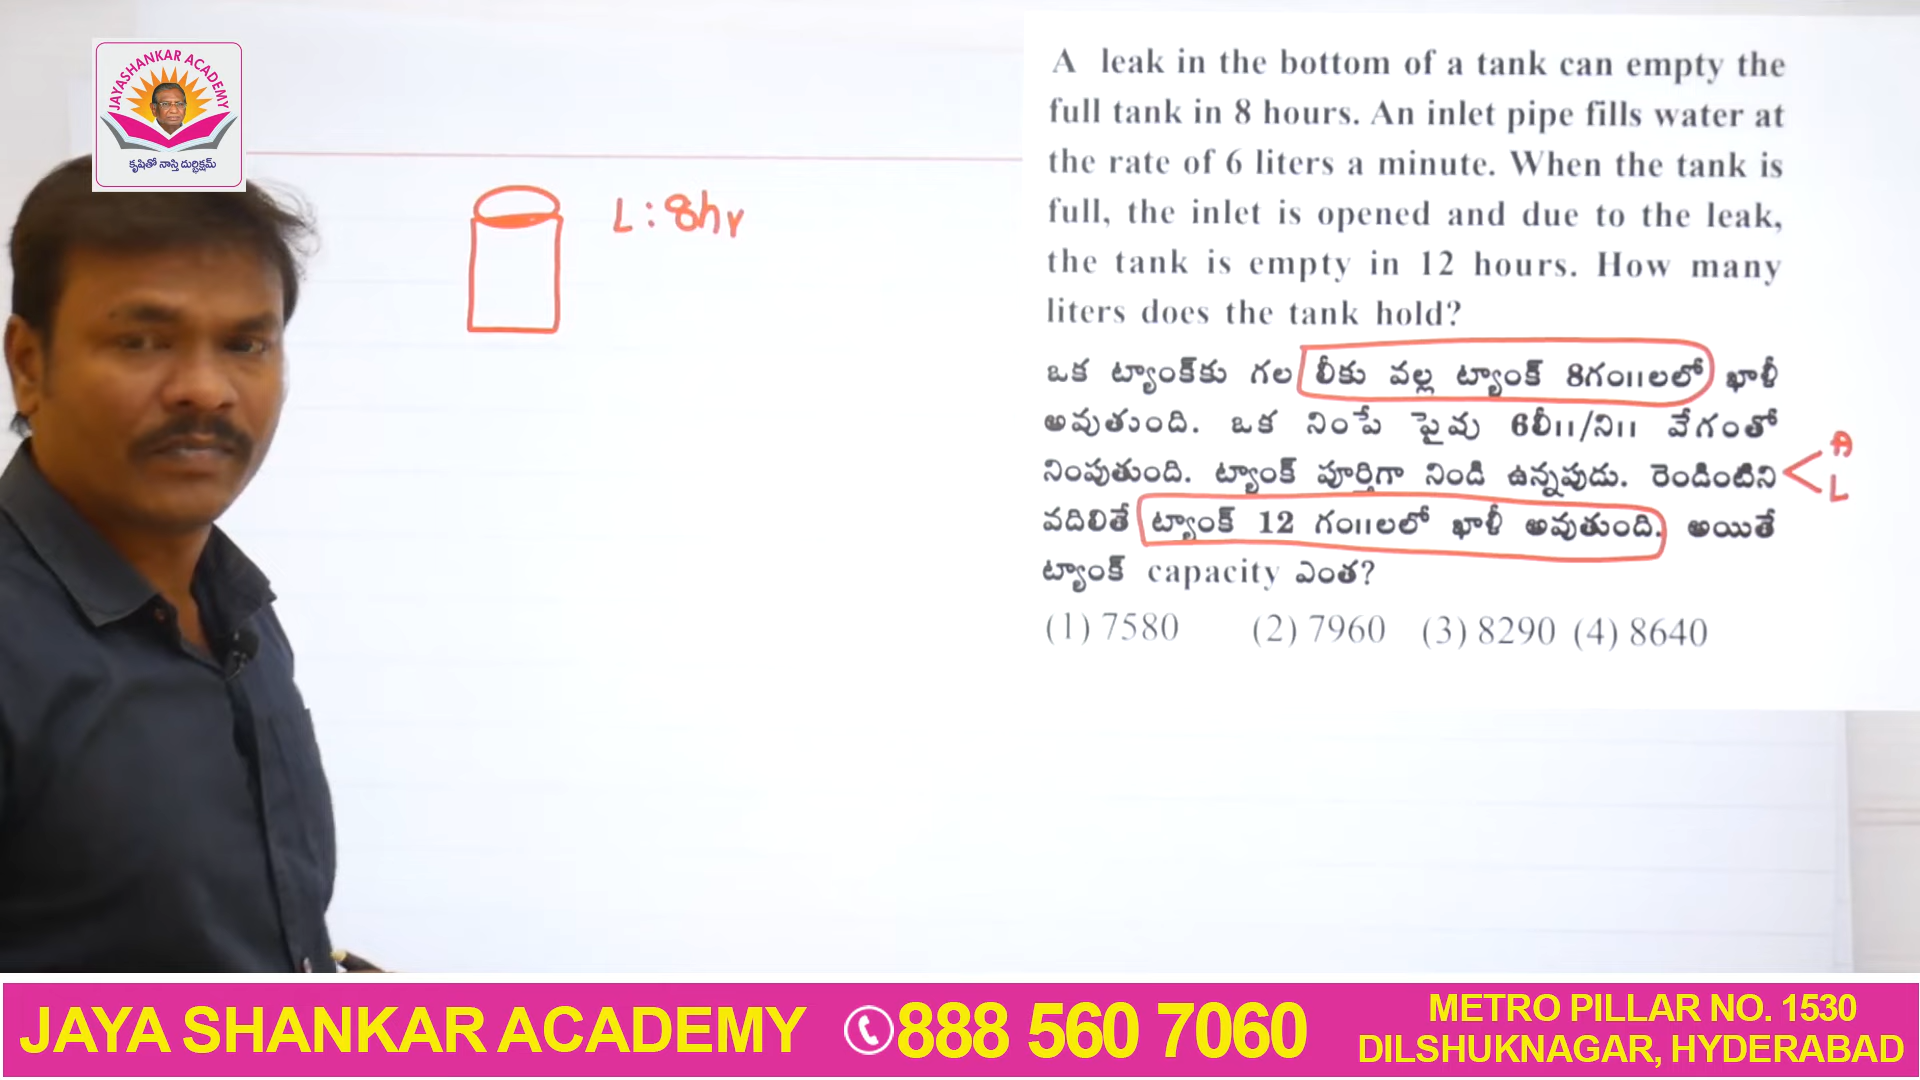 JAYASHANKAR ACADEMY
కృషితో నాస్తి దుర్భిక్షమ్
L : 8hr
A leak in the bottom of a tank can empty the
full tank in 8 hours. An inlet pipe fills water at
the rate of 6 liters a minute. When the tank is
full, the inlet is opened and due to the leak,
the tank is empty in 12 hours. How many
liters does the tank hold?
ఒక ట్యాంక్‌కు గల లీకు వల్ల ట్యాంక్ 8గం॥లలో ఖాళీ
అవుతుంది. ఒక నింపే పైపు 6లీ॥/ని॥ వేగంతో
నింపుతుంది. ట్యాంక్ పూర్తిగా నిండి ఉన్నపుడు. రెండింటిని
A
L
వదిలితే ట్యాంక్ 12 గం॥లలో ఖాళీ అవుతుంది. అయితే
ట్యాంక్ capacity ఎంత?
(1) 7580 (2) 7960 (3) 8290 (4) 8640
JAYA SHANKAR ACADEMY
888 560 7060
METRO PILLAR NO. 1530
DILSHUKNAGAR, HYDERABAD